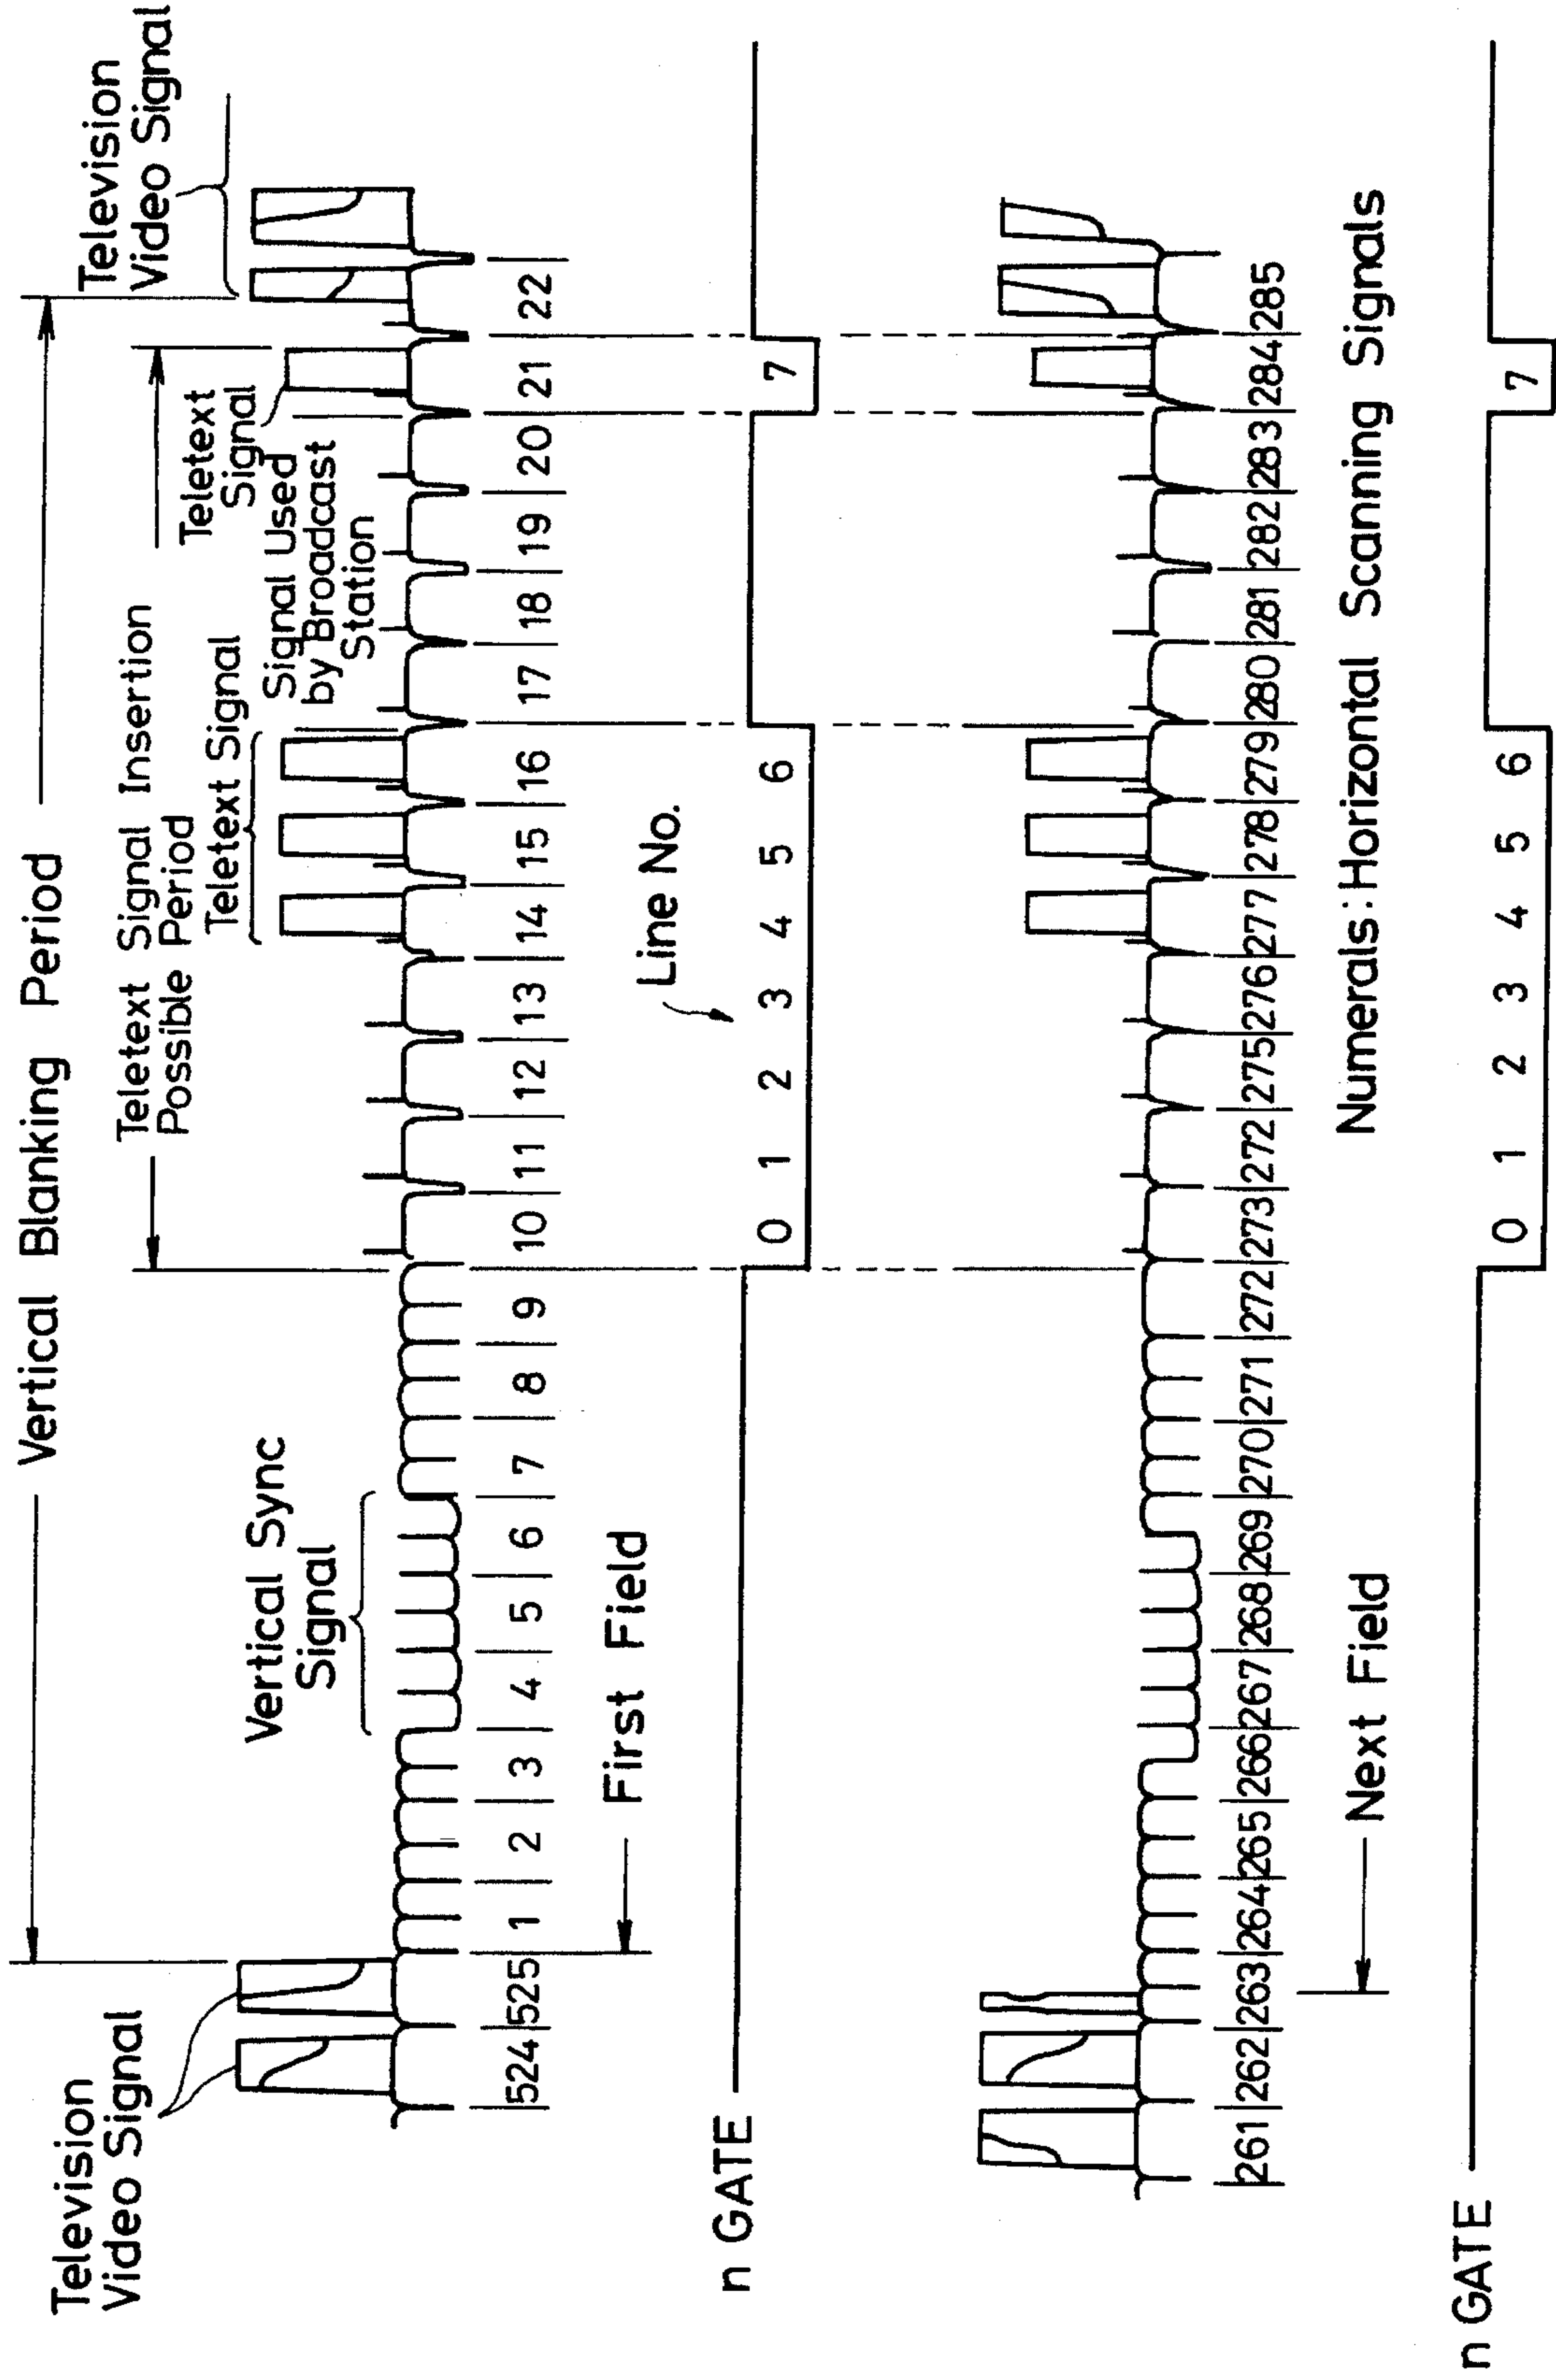 Vertical Blanking Period
Television
Video Signal
Teletext Signal Insertion
Possible Period
Television
Video Signal
Teletext
Signal
Teletext Signal
Signal Used
by Broadcast
Station
Vertical Sync
Signal
524 525 1 2 3 4 5 6 7 8 9 10 11 12 13 14 15 16 17 18 19 20 21 22
First Field
Line No.
n GATE
0 1 2 3 4 5 6 7
261 262 263 264 265 266 267 268 269 270 271 272 273 272 275 276 277 278 279 280 281 282 283 284 285
Next Field
Numerals: Horizontal Scanning Signals
n GATE
0 1 2 3 4 5 6 7